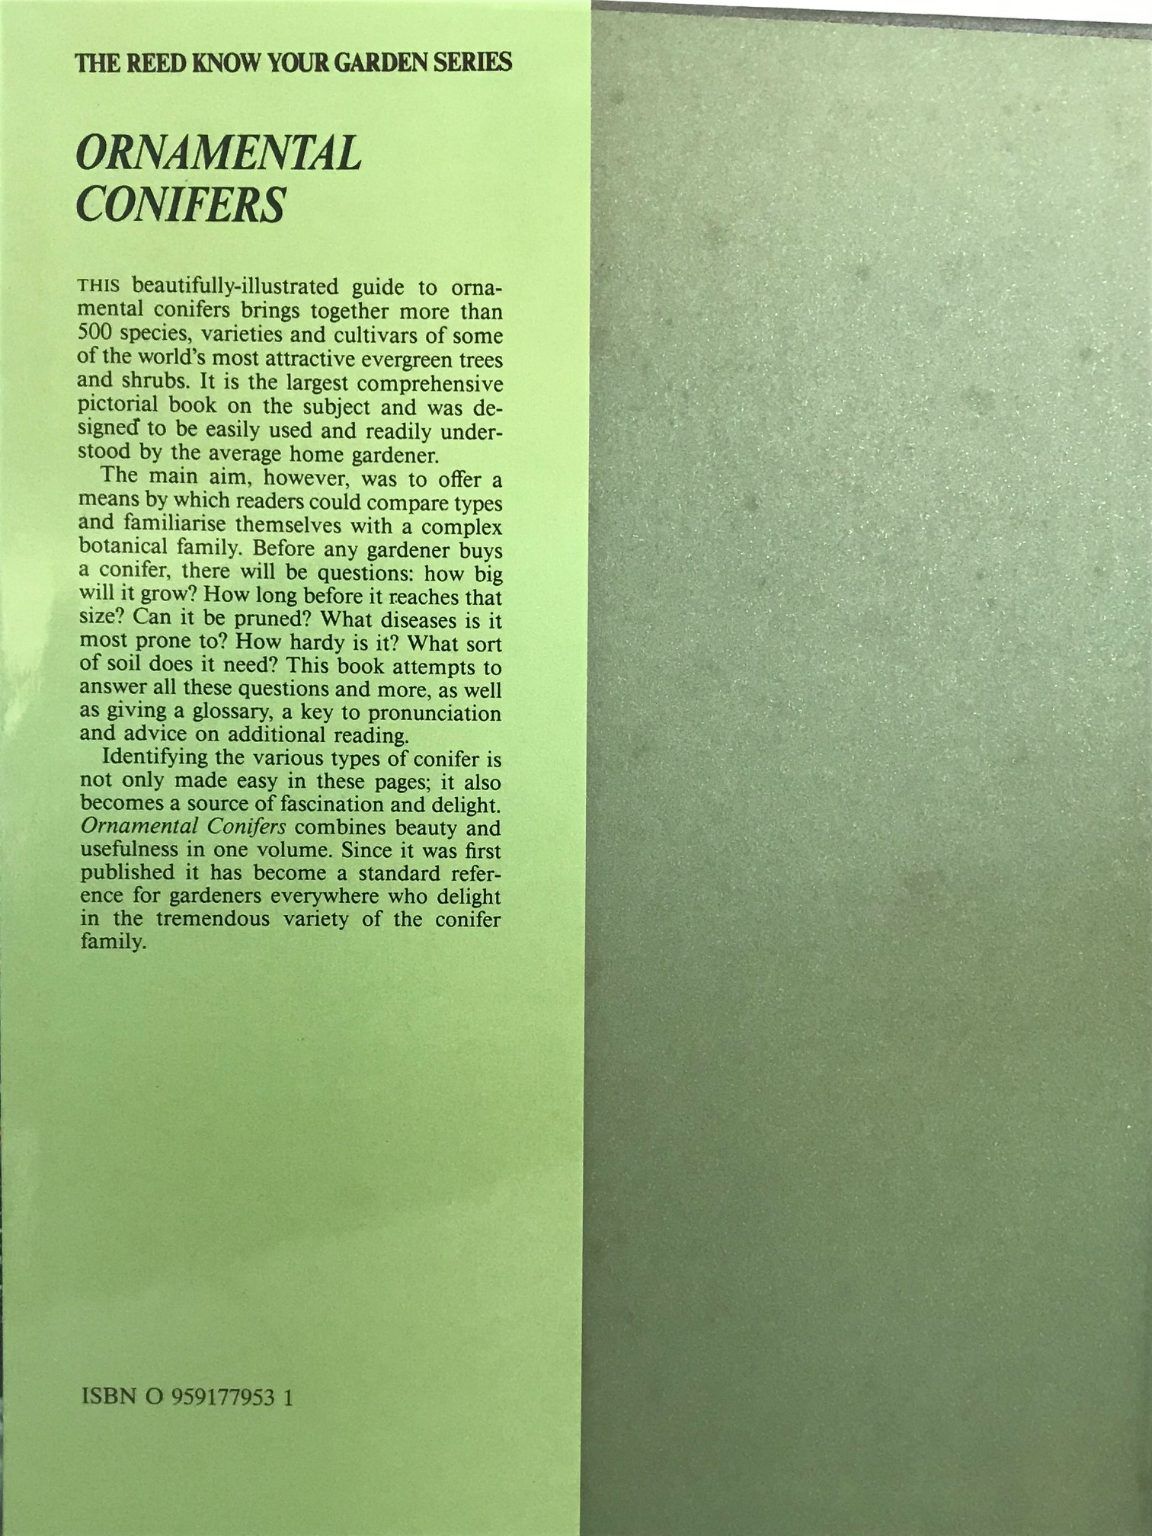 THE REED KNOW YOUR GARDEN SERIES
ORNAMENTAL
CONIFERS
THIS beautifully-illustrated guide to orna-
mental conifers brings together more than
500 species, varieties and cultivars of some
of the world's most attractive evergreen trees
and shrubs. It is the largest comprehensive
pictorial book on the subject and was de-
signed to be easily used and readily under-
stood by the average home gardener.
The main aim, however, was to offer a
means by which readers could compare types
and familiarise themselves with a complex
botanical family. Before any gardener buys
a conifer, there will be questions: how big
will it grow? How long before it reaches that
size? Can it be pruned? What diseases is it
most prone to? How hardy is it? What sort
of soil does it need? This book attempts to
answer all these questions and more, as well
as giving a glossary, a key to pronunciation
and advice on additional reading.
Identifying the various types of conifer is
not only made easy in these pages; it also
becomes a source of fascination and delight.
Ornamental Conifers combines beauty and
usefulness in one volume. Since it was first
published it has become a standard refer-
ence for gardeners everywhere who delight
in the tremendous variety of the conifer
family.
ISBN O 959177953 1